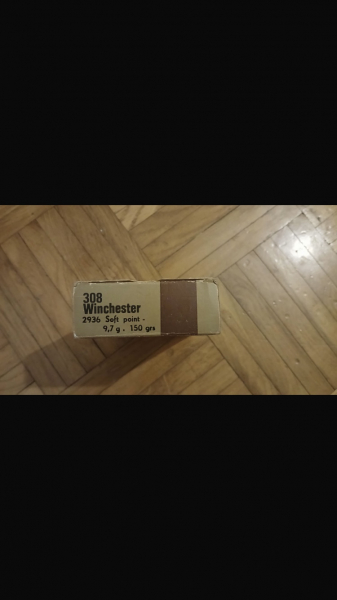 308
Winchester
2936 Soft point -
9,7 g. 150 grs